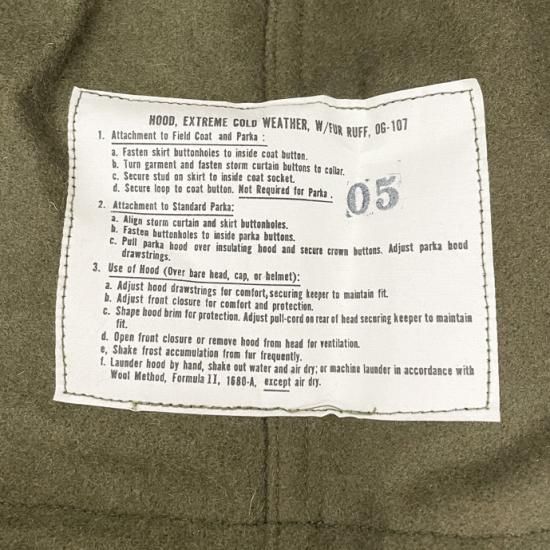 HOOD, EXTREME COLD WEATHER, W/FUR RUFF, OG-107
1. Attachment to Field Coat and Parka :
a. Fasten skirt buttonholes to inside coat button.
b. Turn garment and fasten storm curtain buttons to collar.
c. Secure stud on skirt to inside coat socket.
d. Secure loop to coat button. Not Required for Parka .
05
2. Attachment to Standard Parka:
a. Align storm curtain and skirt buttonholes.
b. Fasten buttonholes to inside parka buttons.
c. Pull parka hood over insulating hood and secure crown buttons. Adjust parka hood
drawstrings.
3. Use of Hood (Over bare head, cap, or helmet):
a. Adjust hood drawstrings for comfort, securing keeper to maintain fit.
b. Adjust front closure for comfort and protection.
c. Shape hood brim for protection. Adjust pull-cord on rear of head securing keeper to maintain
fit.
d. Open front closure or remove hood from head for ventilation.
e, Shake frost accumulation from fur frequently.
f. Launder hood by hand, shake out water and air dry; or machine launder in accordance with
Wool Method, Formula II, 1680-A, except air dry.